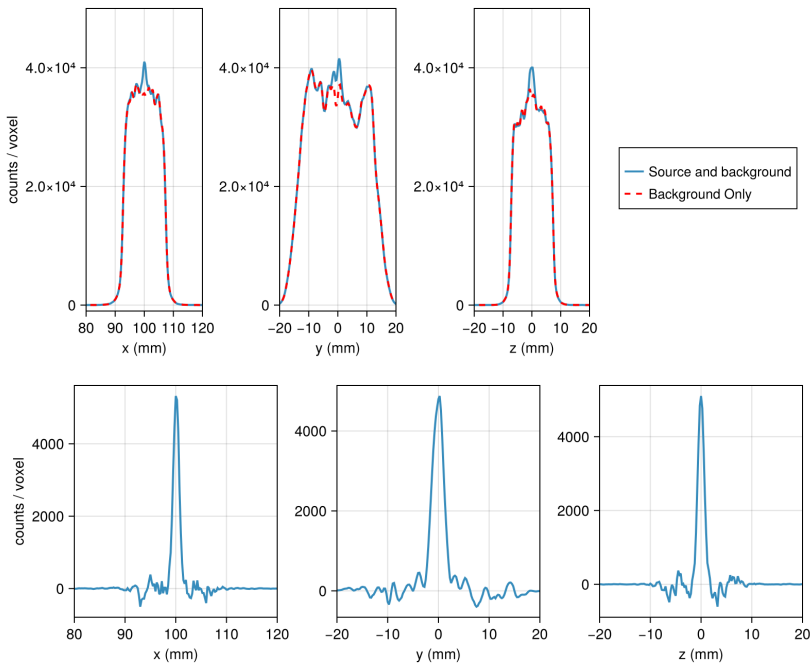 counts / voxel
4.0×10⁴
2.0×10⁴
0
80 90 100 110 120
x (mm)
4.0×10⁴
2.0×10⁴
0
−20 −10 0 10 20
y (mm)
4.0×10⁴
2.0×10⁴
0
−20 −10 0 10 20
z (mm)
Source and background
Background Only
counts / voxel
4000
2000
0
80 90 100 110 120
x (mm)
4000
2000
0
−20 −10 0 10 20
y (mm)
4000
2000
0
−20 −10 0 10 20
z (mm)